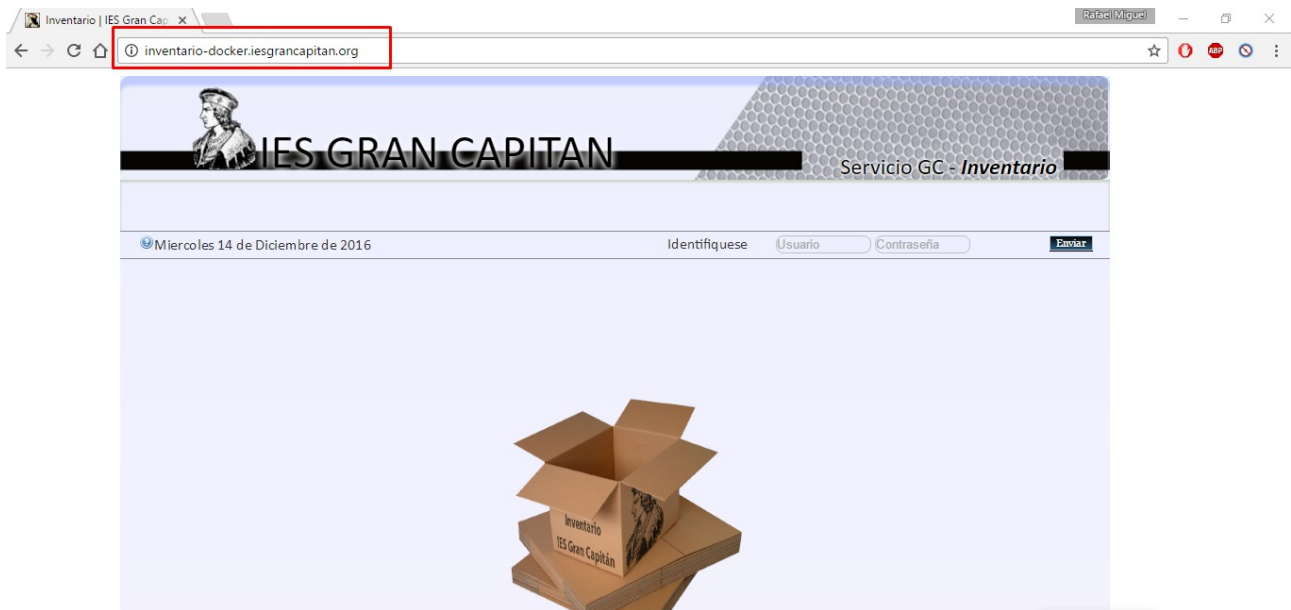 Inventario | IES Gran Cap
Rafael Miguel
inventario-docker.iesgrancapitan.org
ABP
IES GRAN CAPITAN
Servicio GC - Inventario
Miercoles 14 de Diciembre de 2016
Identifiquese
Usuario
Contraseña
Enviar
Inventario
IES Gran Capitán